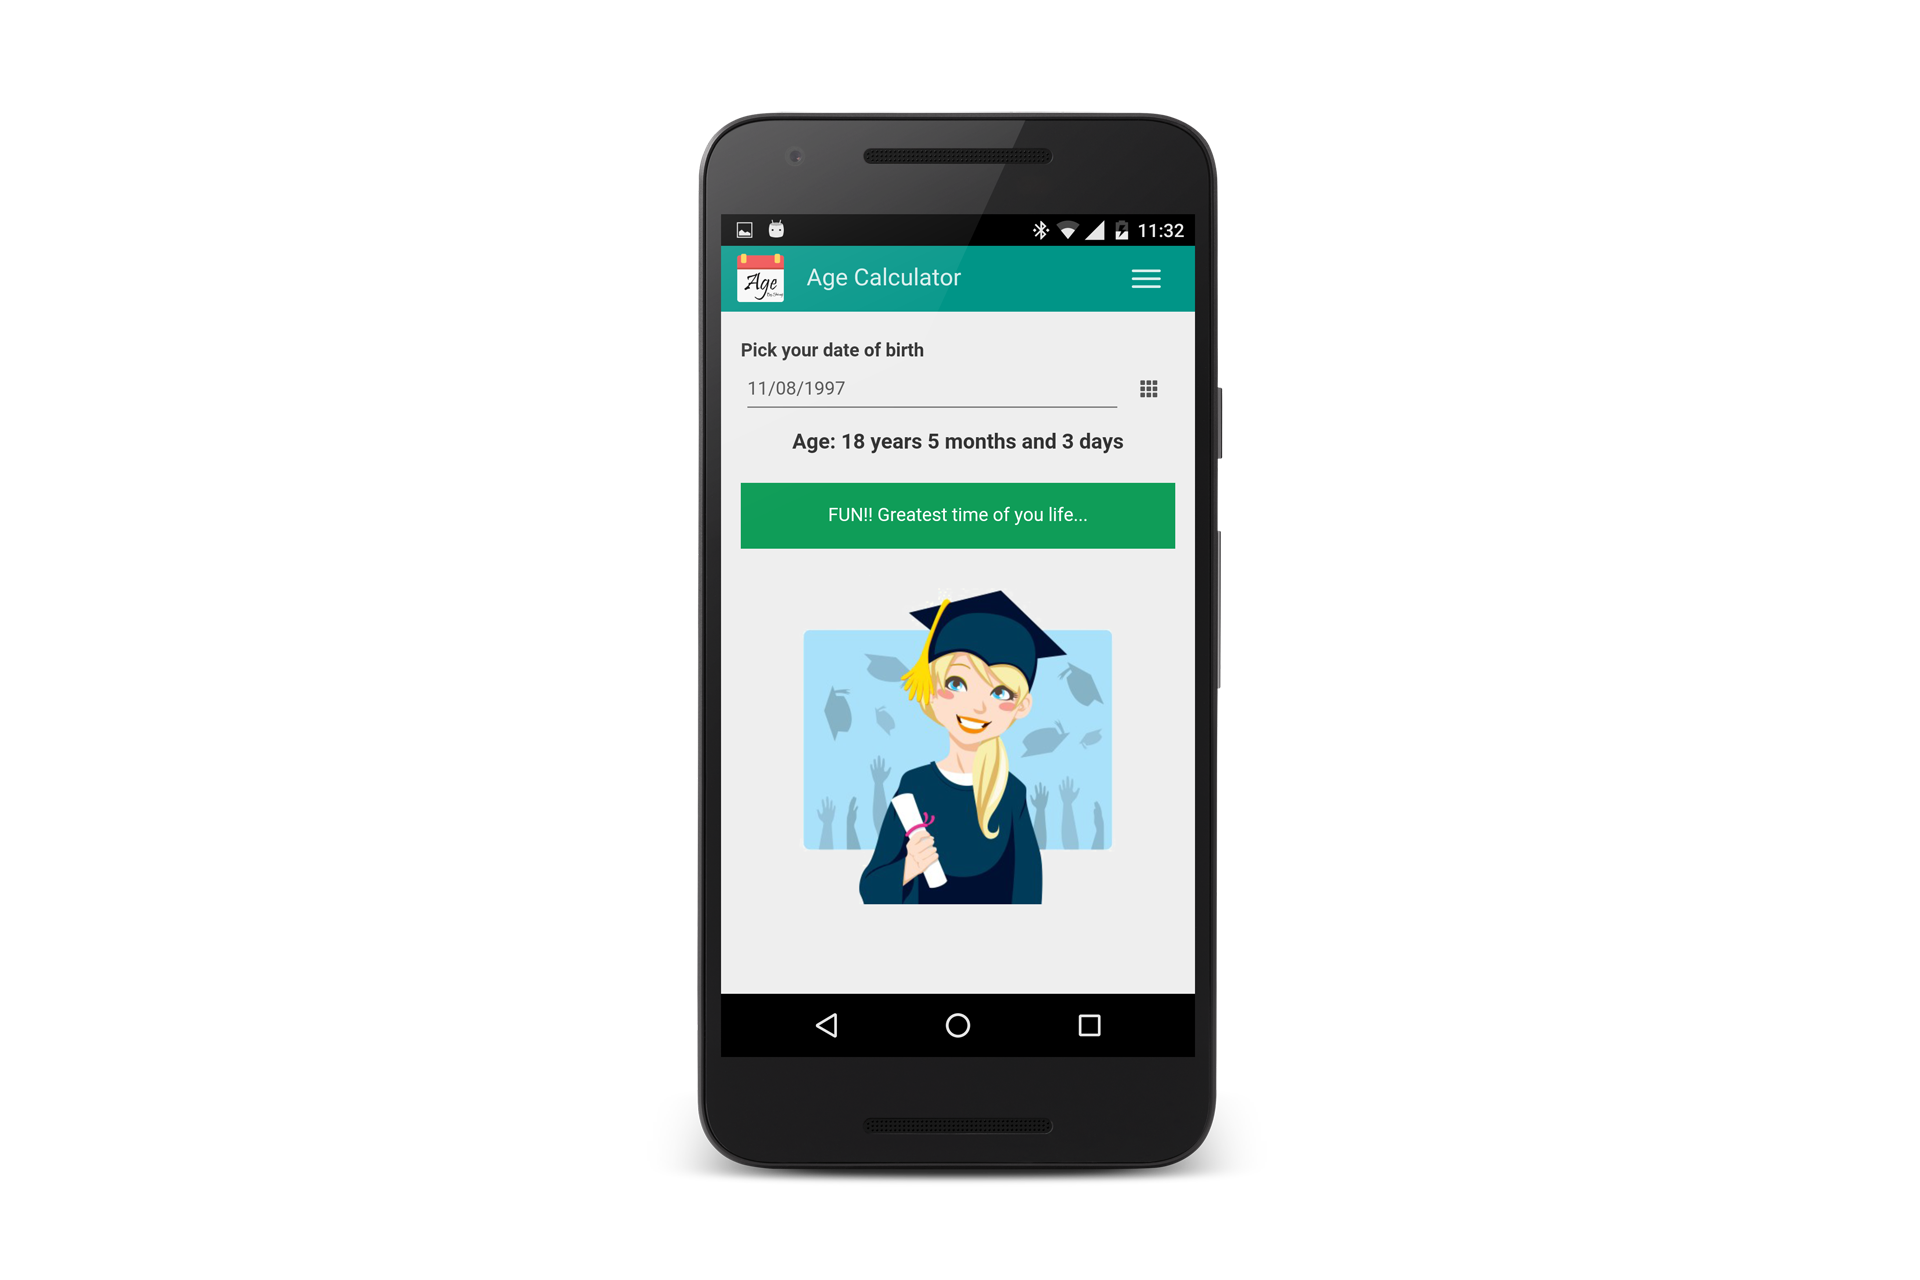 11:32
Age
Age Calculator
Pick your date of birth
11/08/1997
Age: 18 years 5 months and 3 days
FUN!! Greatest time of you life...